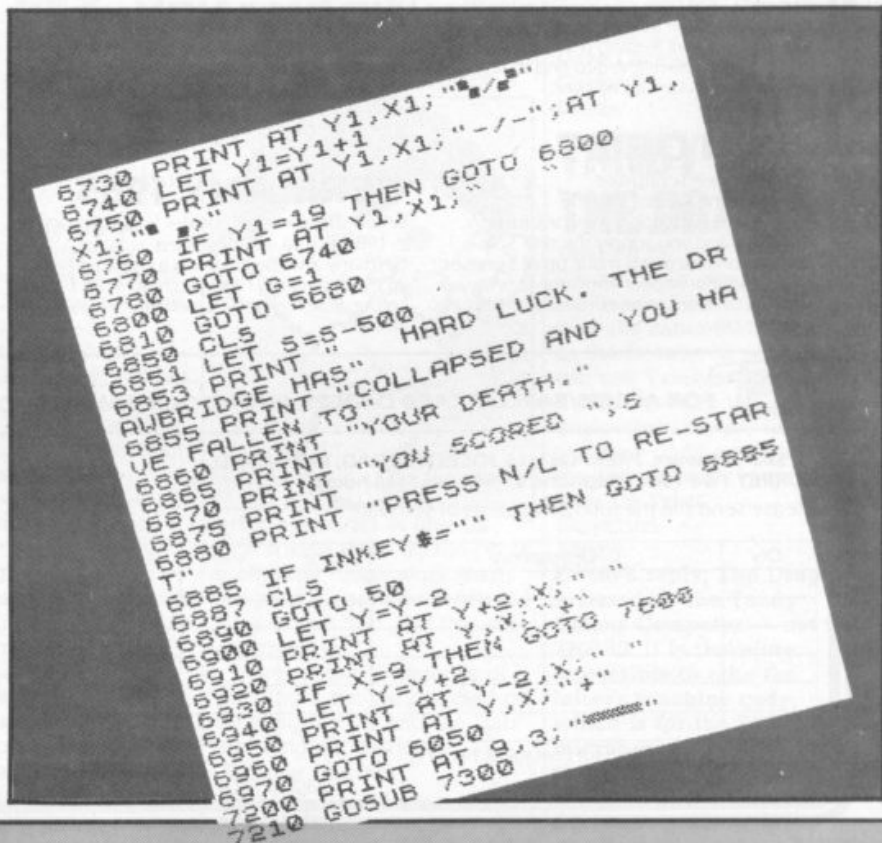 6730 PRINT AT Y1,X1;"▀▄/▄▀"
6740 LET Y1=Y1+1
6750 PRINT AT Y1,X1;"-/-";AT Y1,
X1;"▘ ▘>"
6760 IF Y1=19 THEN GOTO 6800
6770 PRINT AT Y1,X1;"   "
6780 GOTO 6740
6800 LET G=1
6810 GOTO 5680
6850 CLS
6851 LET S=S-500
6853 PRINT "   HARD LUCK. THE DR
AWBRIDGE HAS"
6855 PRINT "COLLAPSED AND YOU HA
VE FALLEN TO"
6860 PRINT "YOUR DEATH."
6865 PRINT
6870 PRINT "YOU SCORED ";S
6875 PRINT
6880 PRINT "PRESS N/L TO RE-STAR
T"
6885 IF INKEY$="" THEN GOTO 6885
6887 CLS
6890 GOTO 50
6900 LET Y=Y-2
6910 PRINT AT Y+2,X;" "
6920 PRINT AT Y,X;"+"
6930 IF X=9 THEN GOTO 7600
6940 LET Y=Y+2
6950 PRINT AT Y-2,X;" "
6960 PRINT AT Y,X;"+"
6970 GOTO 6050
7200 PRINT AT 9,3;"▒▒▒▒▒"
7210 GOSUB 7300